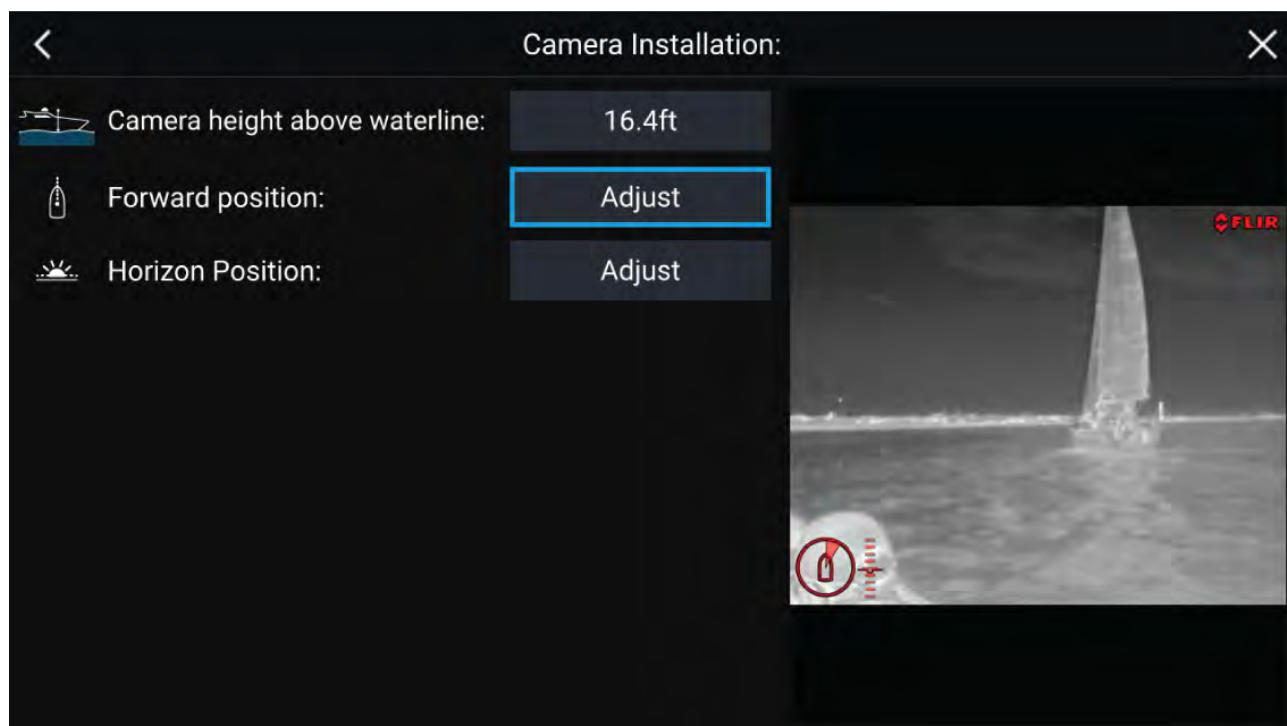 Camera Installation:
Camera height above waterline: 16.4ft
Forward position: Adjust
FLIR
Horizon Position: Adjust